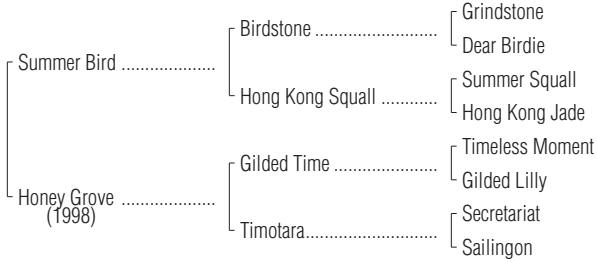 Grindstone
Birdstone ..........................
Dear Birdie
Summer Bird ....................
Summer Squall
Hong Kong Squall ............
Hong Kong Jade
Timeless Moment
Gilded Time ......................
Gilded Lilly
Honey Grove ....................
(1998)
Secretariat
Timotara............................
Sailingon